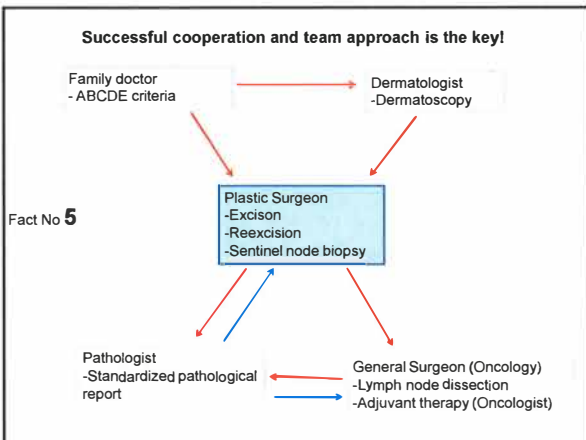 Successful cooperation and team approach is the key!
Family doctor
- ABCDE criteria
Dermatologist
-Dermatoscopy
Fact No 5
Plastic Surgeon
-Excison
-Reexcision
-Sentinel node biopsy
Pathologist
-Standardized pathological
report
General Surgeon (Oncology)
-Lymph node dissection
-Adjuvant therapy (Oncologist)